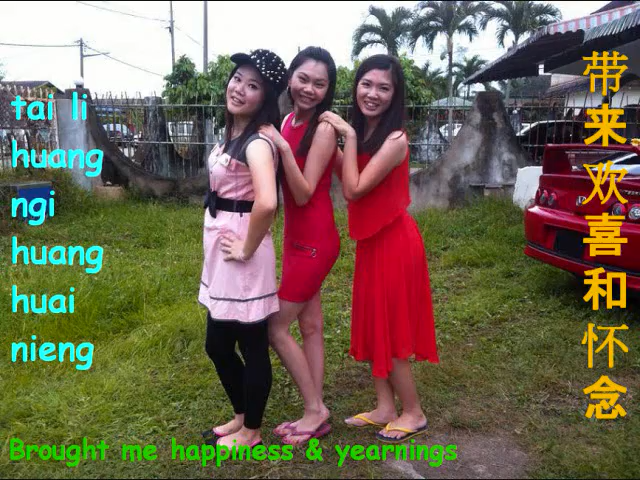 tai li
huang
ngi
huang
huai
nieng
带来欢喜和怀念
Brought me happiness & yearnings